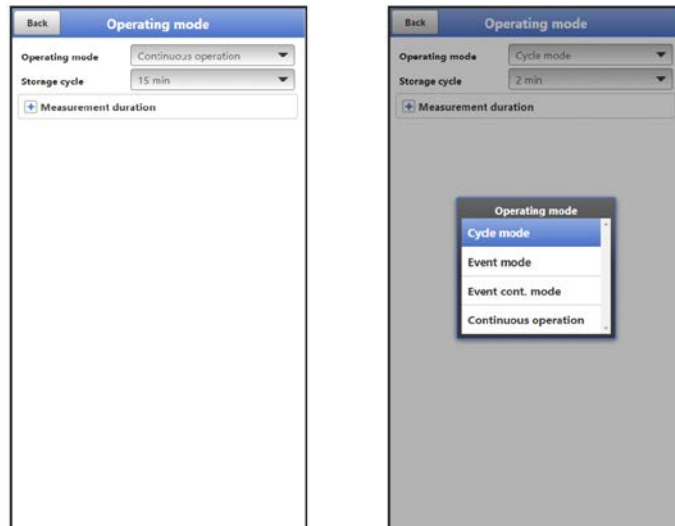 Back Operating mode
Operating mode Continuous operation
Storage cycle 15 min
+ Measurement duration
Back Operating mode
Operating mode Cycle mode
Storage cycle 2 min
+ Measurement duration
Operating mode
Cycle mode
Event mode
Event cont. mode
Continuous operation